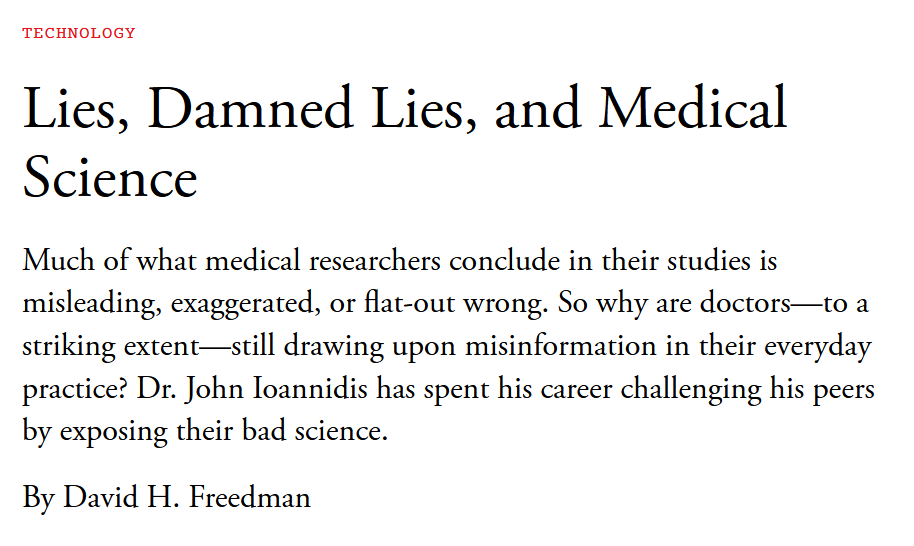 TECHNOLOGY
Lies, Damned Lies, and Medical
Science
Much of what medical researchers conclude in their studies is
misleading, exaggerated, or flat-out wrong. So why are doctors—to a
striking extent—still drawing upon misinformation in their everyday
practice? Dr. John Ioannidis has spent his career challenging his peers
by exposing their bad science.
By David H. Freedman